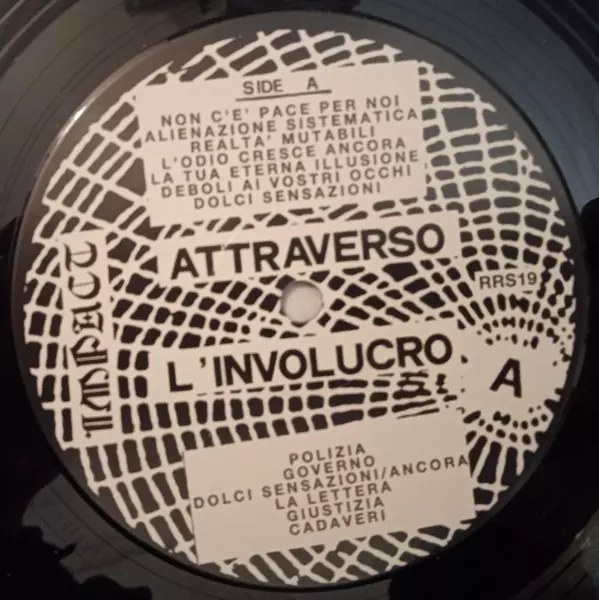 SIDE A
NON C'E' PACE PER NOI
ALIENAZIONE SISTEMATICA
REALTA' MUTABILI
L'ODIO CRESCE ANCORA
LA TUA ETERNA ILLUSIONE
DEBOLI AI VOSTRI OCCHI
DOLCI SENSAZIONI
IMPACT
ATTRAVERSO
RRS19
L'INVOLUCRO
A
POLIZIA
GOVERNO
DOLCI SENSAZIONI/ANCORA
LA LETTERA
GIUSTIZIA
CADAVERI